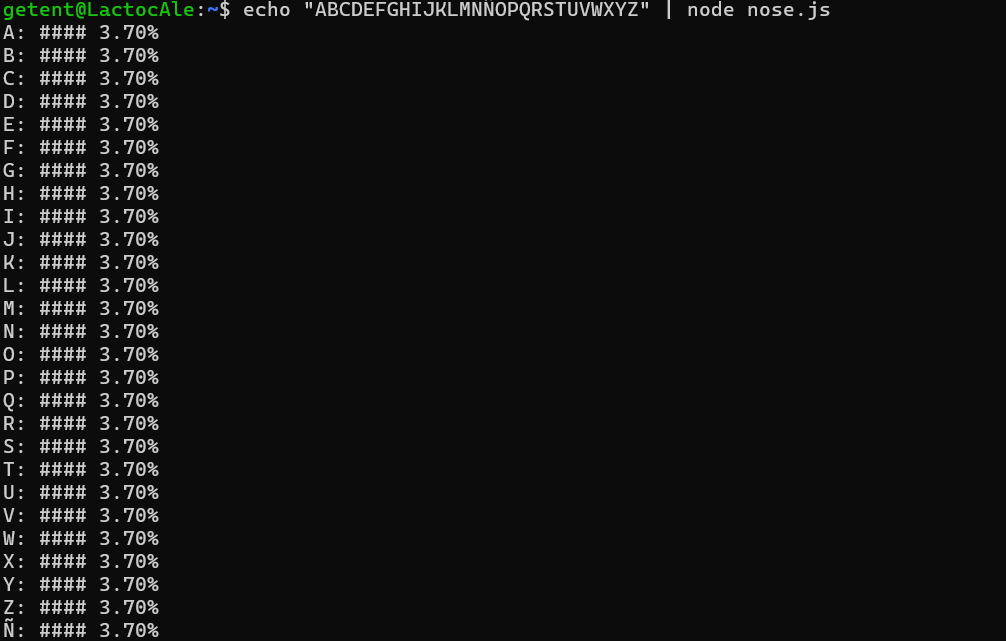 getent@LactocAle:~$ echo "ABCDEFGHIJKLMNÑOPQRSTUVWXYZ" | node nose.js
A: #### 3.70%
B: #### 3.70%
C: #### 3.70%
D: #### 3.70%
E: #### 3.70%
F: #### 3.70%
G: #### 3.70%
H: #### 3.70%
I: #### 3.70%
J: #### 3.70%
K: #### 3.70%
L: #### 3.70%
M: #### 3.70%
N: #### 3.70%
O: #### 3.70%
P: #### 3.70%
Q: #### 3.70%
R: #### 3.70%
S: #### 3.70%
T: #### 3.70%
U: #### 3.70%
V: #### 3.70%
W: #### 3.70%
X: #### 3.70%
Y: #### 3.70%
Z: #### 3.70%
Ñ: #### 3.70%